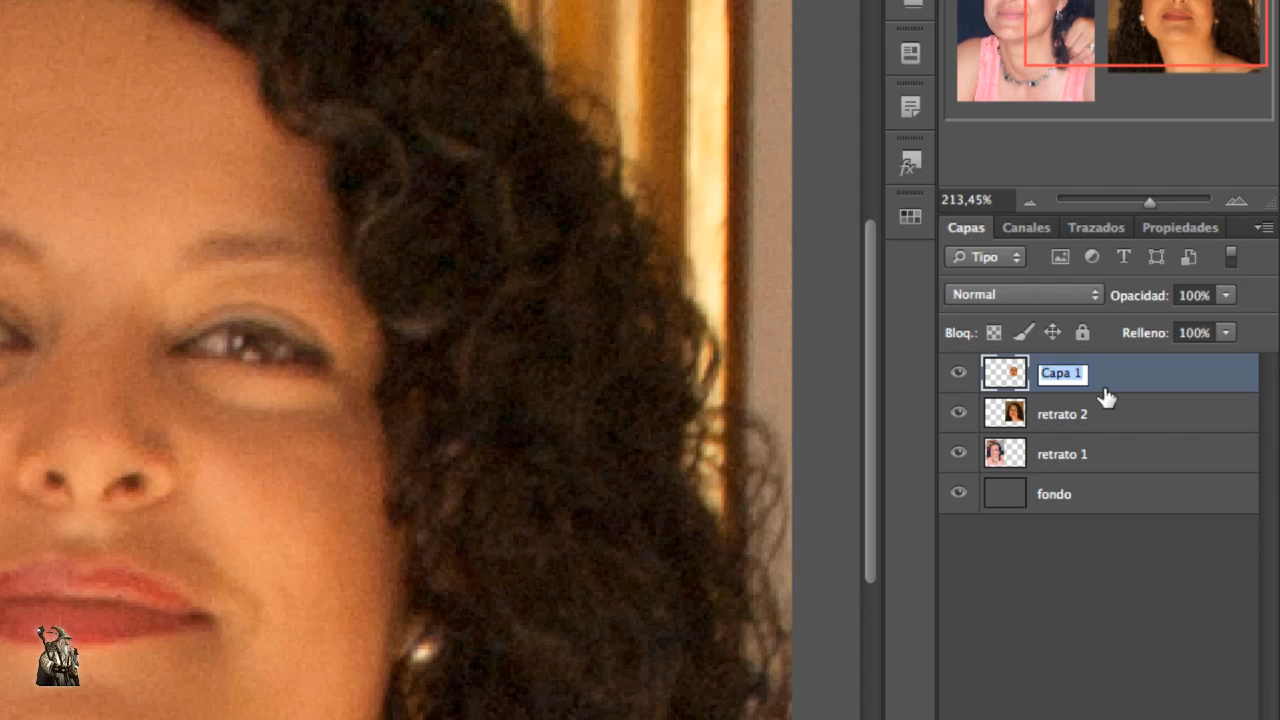 213,45%
Capas Canales Trazados Propiedades
Tipo T
Normal Opacidad: 100%
Bloq.: Relleno: 100%
fx
Capa 1
retrato 2
retrato 1
fondo